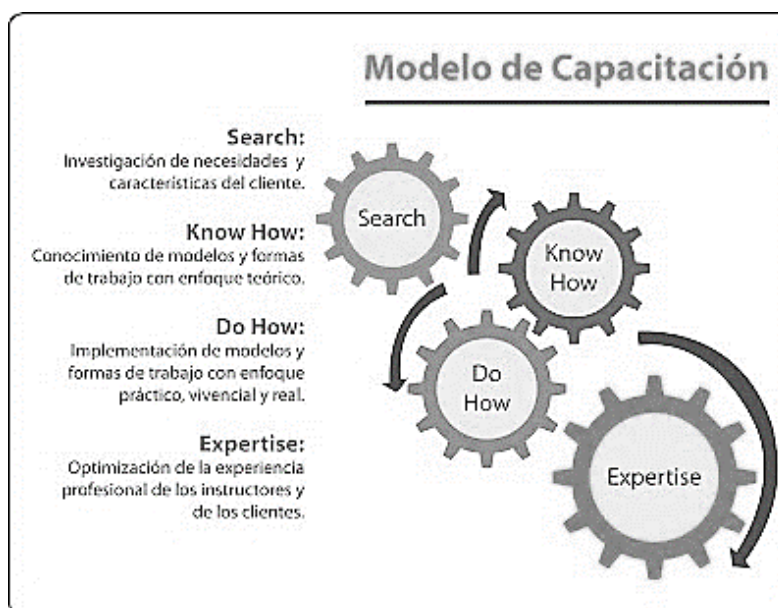 Modelo de Capacitación
Search:
Investigación de necesidades y
características del cliente.
Know How:
Conocimiento de modelos y formas
de trabajo con enfoque teórico.
Do How:
Implementación de modelos y
formas de trabajo con enfoque
práctico, vivencial y real.
Expertise:
Optimización de la experiencia
profesional de los instructores y
de los clientes.
Search
Know
How
Do
How
Expertise